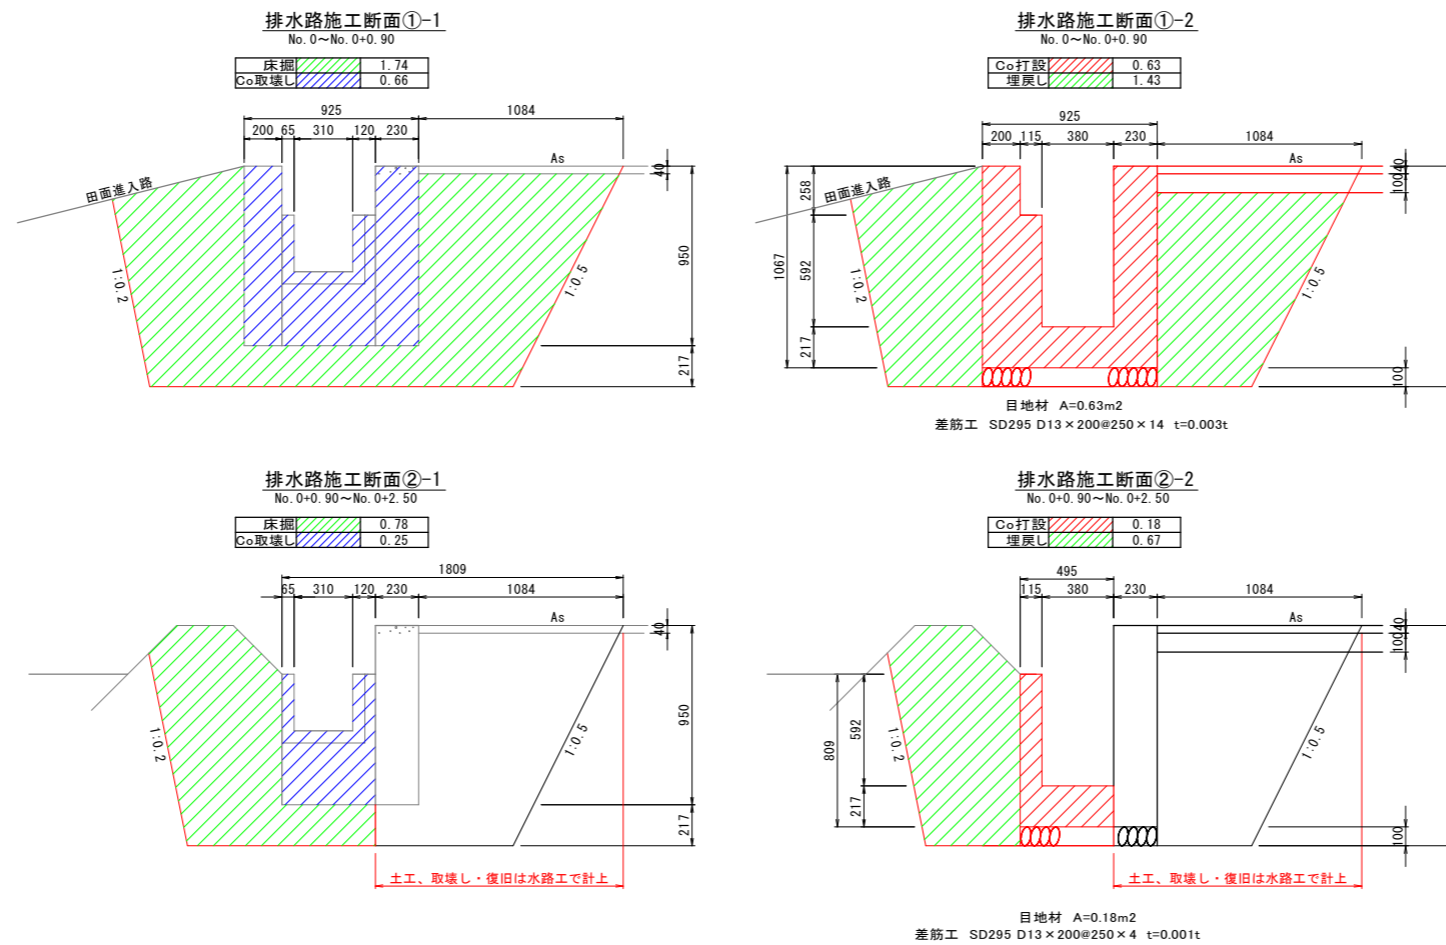 排水路施工断面①-1
No.0～No.0+0.90
床掘 1.74
Co取壊し 0.66
925 1084
200 65 310 120 230
As
40
田面進入路
950
1:0.2
1:0.5
217
排水路施工断面①-2
No.0～No.0+0.90
Co打設 0.63
埋戻し 1.43
925
200 115 380 230 1084
As
40
100
田面進入路
258
1067
592
1:0.2
1:0.5
217
100
目地材 A=0.63m2
差筋工 SD295 D13×200@250×14 t=0.003t
排水路施工断面②-1
No.0+0.90～No.0+2.50
床掘 0.78
Co取壊し 0.25
1809
65 310 120 230 1084
As
40
950
1:0.2
1:0.5
217
土工、取壊し・復旧は水路工で計上
排水路施工断面②-2
No.0+0.90～No.0+2.50
Co打設 0.18
埋戻し 0.67
495
115 380 230 1084
As
40
100
592
809
1:0.2
1:0.5
217
100
土工、取壊し・復旧は水路工で計上
目地材 A=0.18m2
差筋工 SD295 D13×200@250×4 t=0.001t